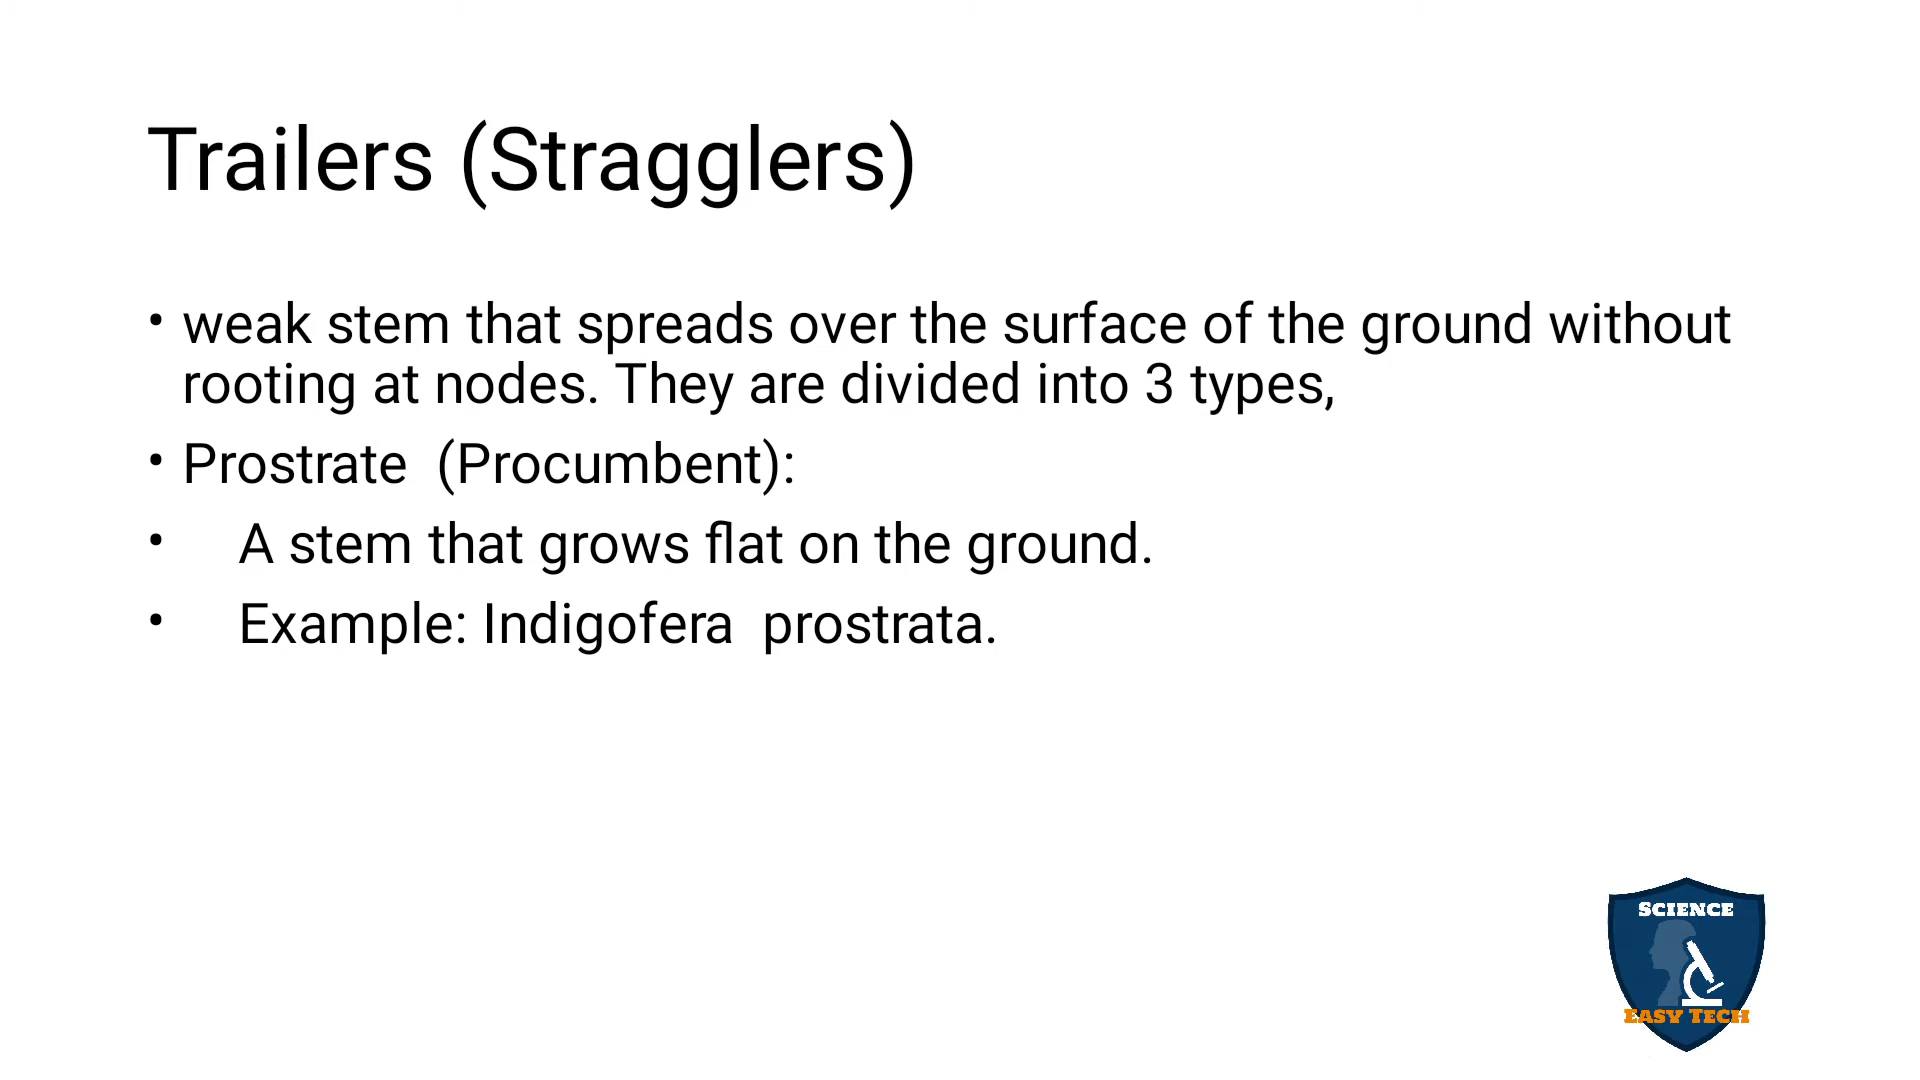 Trailers (Stragglers)
• weak stem that spreads over the surface of the ground without
rooting at nodes. They are divided into 3 types,
• Prostrate  (Procumbent):
•    A stem that grows flat on the ground.
•    Example: Indigofera  prostrata.
SCIENCE
EASY TECH